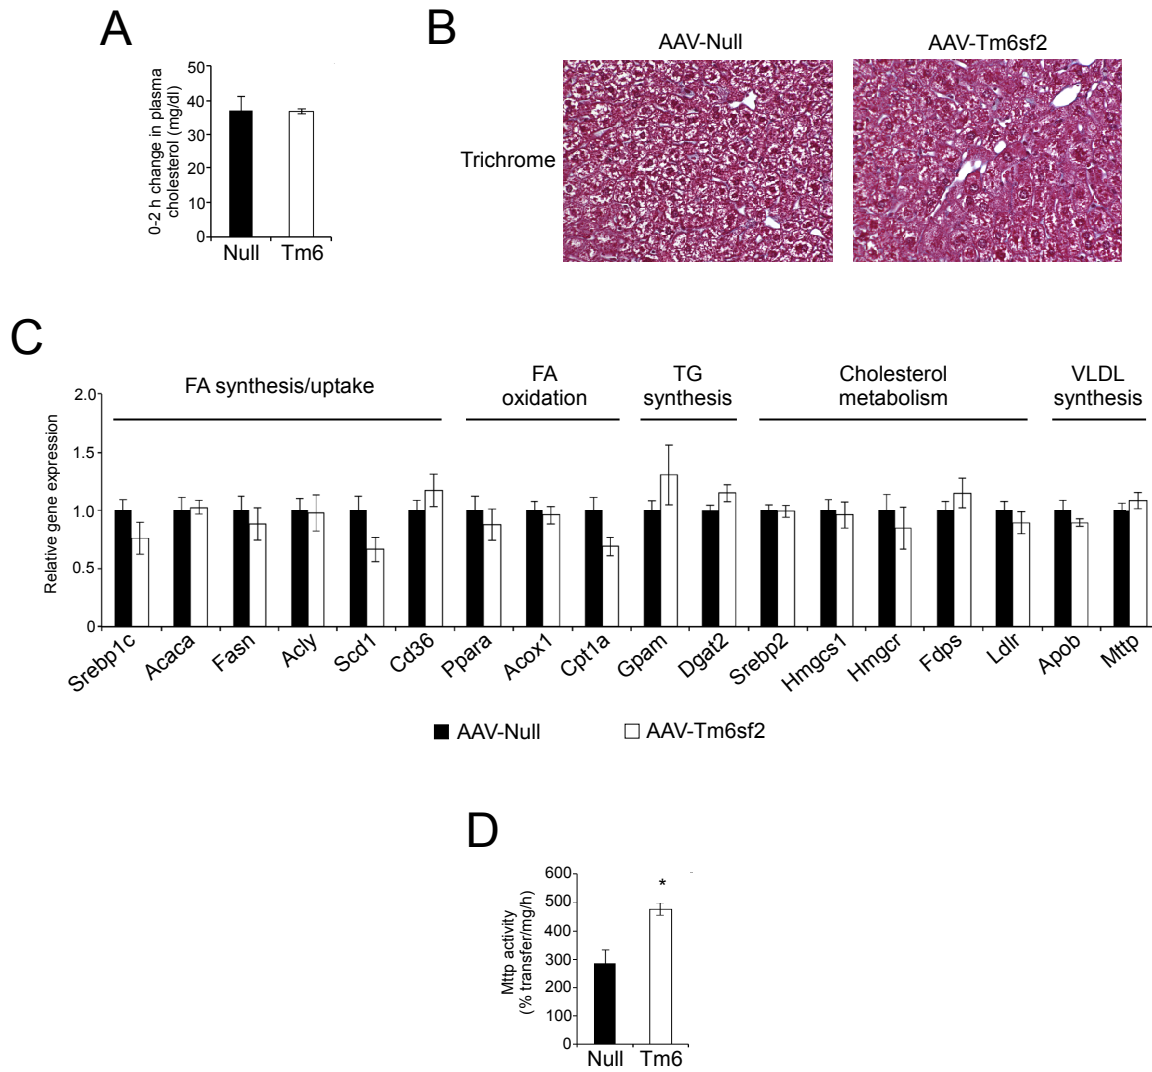 A
0-2 h change in plasma
cholesterol (mg/dl)
50
40
30
20
10
0
Null Tm6
B
AAV-Null AAV-Tm6sf2
Trichrome
C
FA synthesis/uptake
FA
oxidation
TG
synthesis
Cholesterol
metabolism
VLDL
synthesis
Relative gene expression
2.0
1.5
1.0
0.5
0
Srebp1c Acaca Fasn Acly Scd1 Cd36 Ppara Acox1 Cpt1a Gpam Dgat2 Srebp2 Hmgcs1 Hmgcr Fdps Ldlr Apob Mttp
AAV-Null AAV-Tm6sf2
D
Mttp activity
(% transfer/mg/h)
600
500
400
300
200
100
0
*
Null Tm6